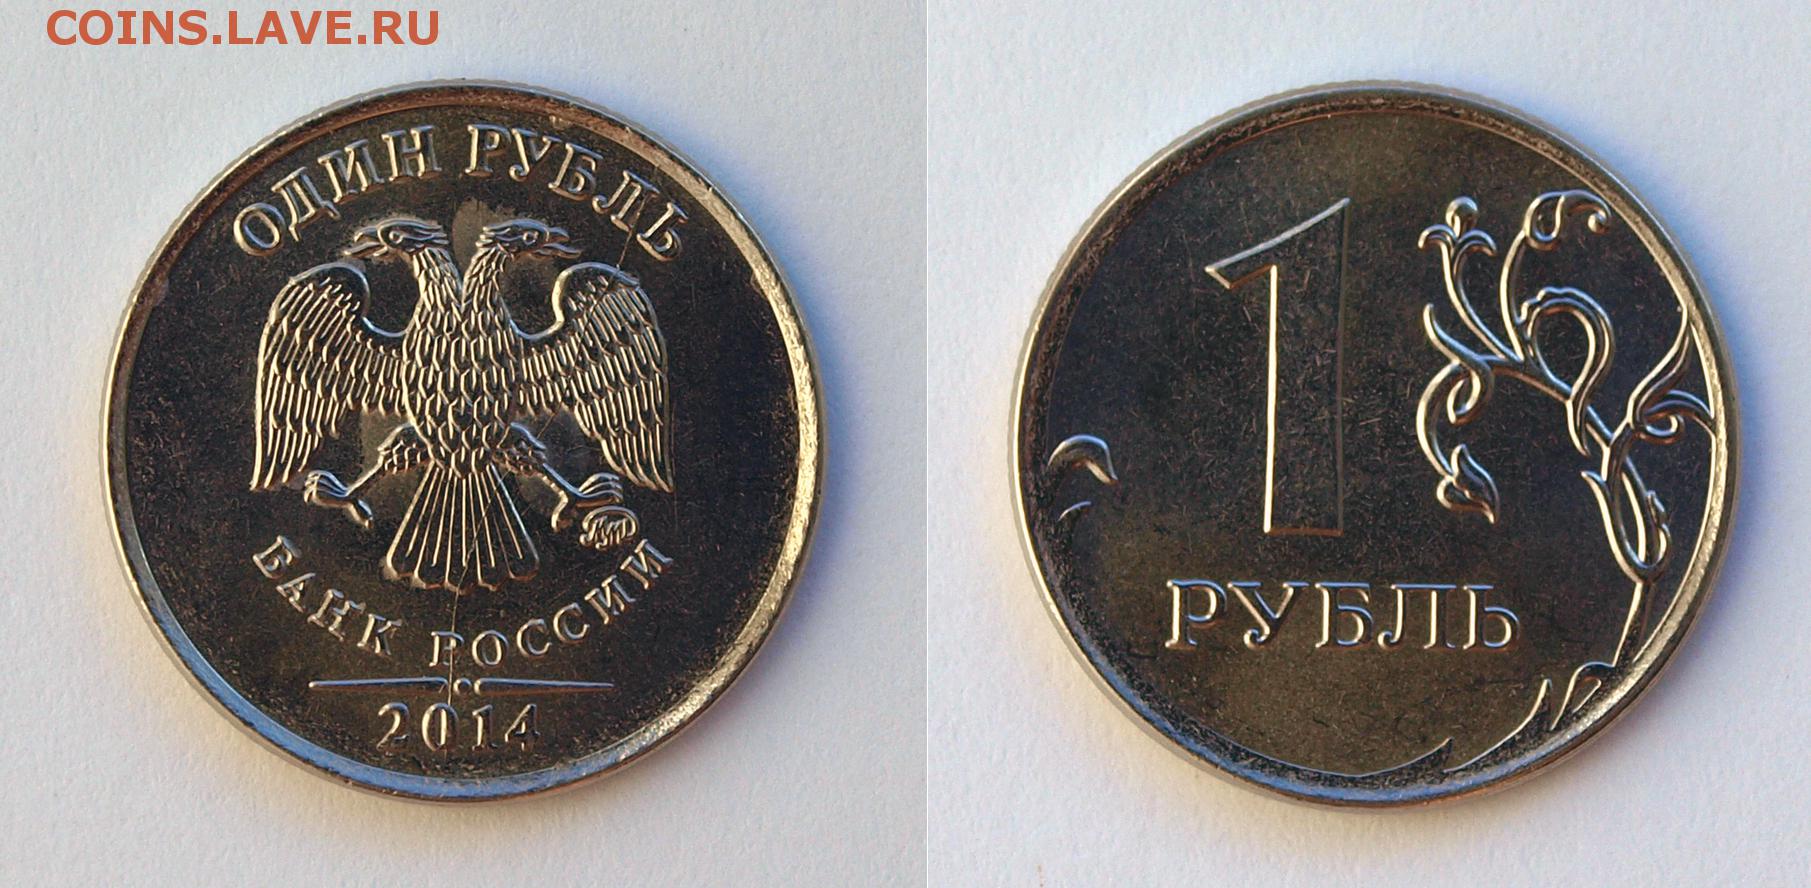 COINS.LAVE.RU
ОДИН РУБЛЬ
БАНК РОССИИ
2014
1
РУБЛЬ